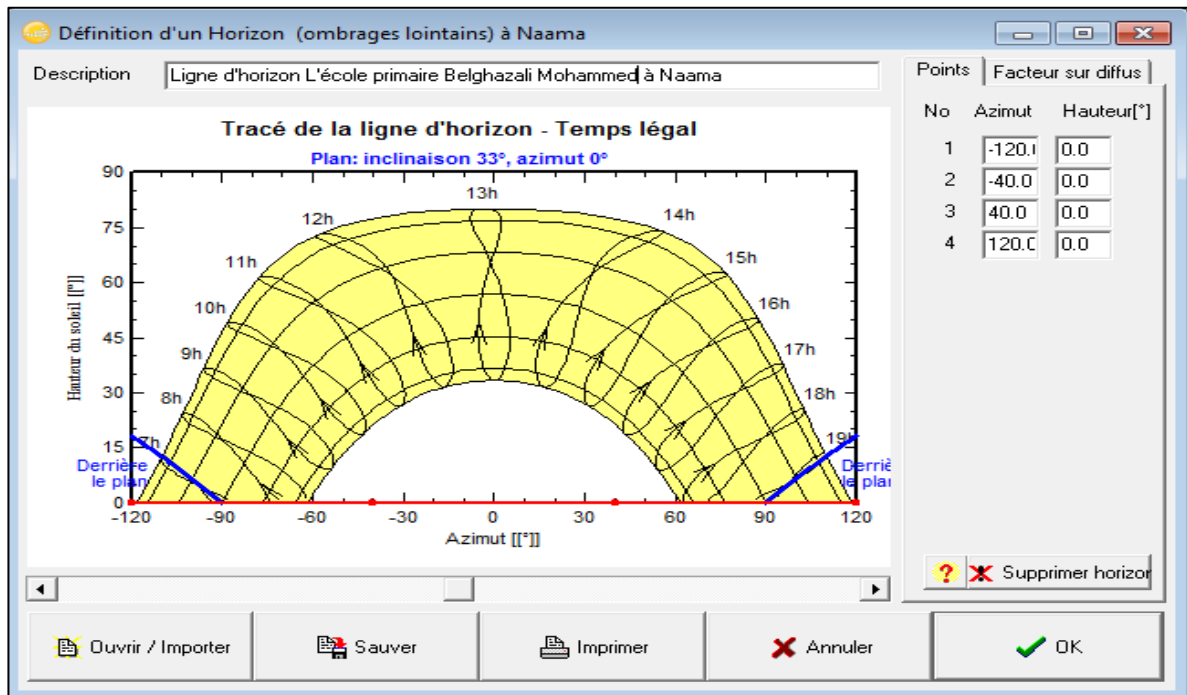 Définition d'un Horizon (ombrages lointains) à Naama
Description
Ligne d'horizon L'école primaire Belghazali Mohammed à Naama
Points
Facteur sur diffus
No Azimut Hauteur[°]
1 -120.0 0.0
2 -40.0 0.0
3 40.0 0.0
4 120.0 0.0
Tracé de la ligne d'horizon - Temps légal
Plan: inclinaison 33°, azimut 0°
90
75
60
45
30
15
0
Hauteur du soleil [[°]]
7h
8h
9h
10h
11h
12h
13h
14h
15h
16h
17h
18h
19h
Derrière
le plan
Derriè
le plan
-120 -90 -60 -30 0 30 60 90 120
Azimut [[°]]
? Supprimer horizor
Ouvrir / Importer
Sauver
Imprimer
Annuler
OK